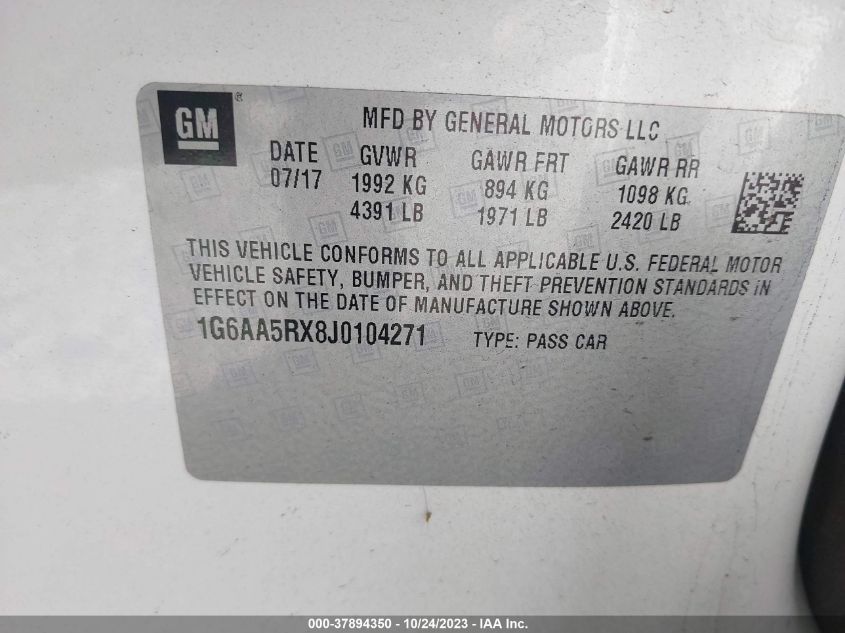 GM ®
MFD BY GENERAL MOTORS LLC
DATE GVWR GAWR FRT GAWR RR
07/17 1992 KG 894 KG 1098 KG
4391 LB 1971 LB 2420 LB
THIS VEHICLE CONFORMS TO ALL APPLICABLE U.S. FEDERAL MOTOR
VEHICLE SAFETY, BUMPER, AND THEFT PREVENTION STANDARDS IN
EFFECT ON THE DATE OF MANUFACTURE SHOWN ABOVE.
1G6AA5RX8J0104271 TYPE: PASS CAR
000-37894350 | 10/24/2023 | IAA Inc.